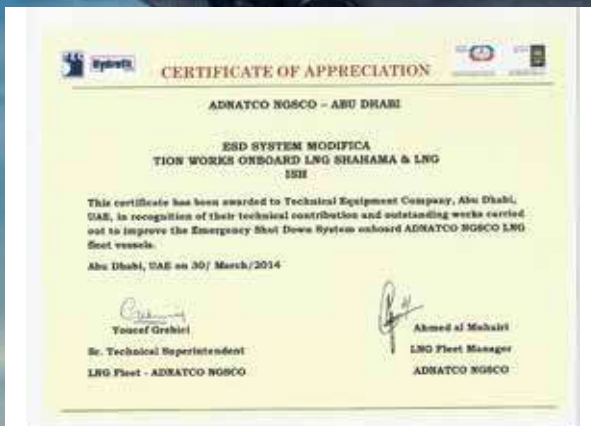 CERTIFICATE OF APPRECIATION
ADNATCO NGSCO – ABU DHABI
ESD SYSTEM MODIFICA
TION WORKS ONBOARD LNG SHAHAMA & LNG
ISH
This certificate has been awarded to Technical Equipment Company, Abu Dhabi,
UAE, in recognition of their technical contribution and outstanding works carried
out to improve the Emergency Shut Down System onboard ADNATCO NGSCO LNG
fleet vessels.
Abu Dhabi, UAE on 30/ March/2014
Youcef Grebici
Ahmed al Muhairi
Sr. Technical Superintendent
LNG Fleet Manager
LNG Fleet - ADNATCO NGSCO
ADNATCO NGSCO